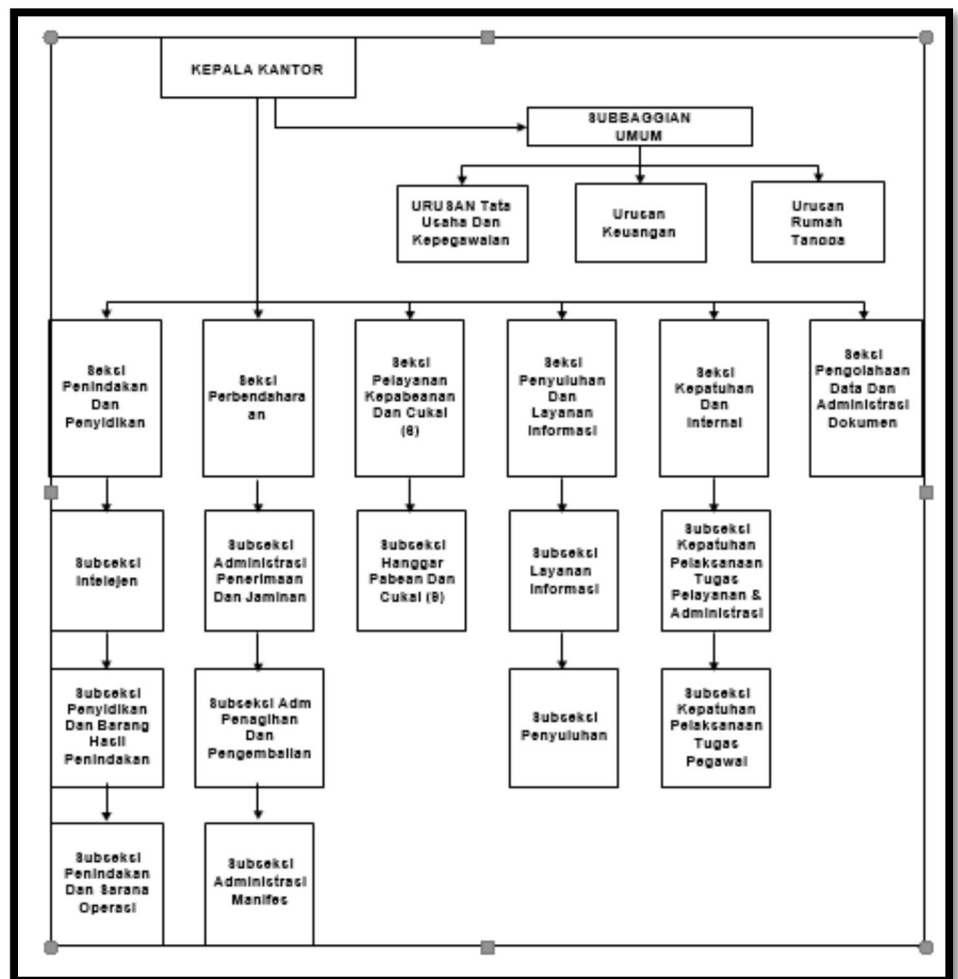 KEPALA KANTOR
SUBBAGGIAN
UMUM
URUSAN Tata
Usaha Dan
Kepegawaian
Urusan
Keuangan
Urusan
Rumah
Tangga
Seksi
Penindakan
Dan
Penyidikan
Seksi
Perbendahara
an
Seksi
Pelayanan
Kepabeanan
Dan Cukai
(6)
Seksi
Penyuluhan
Dan
Layanan
Informasi
Seksi
Kepatuhan
Dan
Internal
Seksi
Pengolahaan
Data Dan
Administrasi
Dokumen
Subseksi
Intelejen
Subseksi
Administrasi
Penerimaan
Dan Jaminan
Subseksi
Hanggar
Pabean Dan
Cukai (9)
Subseksi
Layanan
Informasi
Subseksi
Kepatuhan
Pelaksanaan
Tugas
Pelayanan &
Administrasi
Subseksi
Penyidikan
Dan Barang
Hasil
Penindakan
Subseksi Adm
Penagihan
Dan
Pengembalian
Subseksi
Penyuluhan
Subseksi
Kepatuhan
Pelaksanaan
Tugas
Pegawai
Subseksi
Penindakan
Dan Sarana
Operasi
Subseksi
Administrasi
Manifes